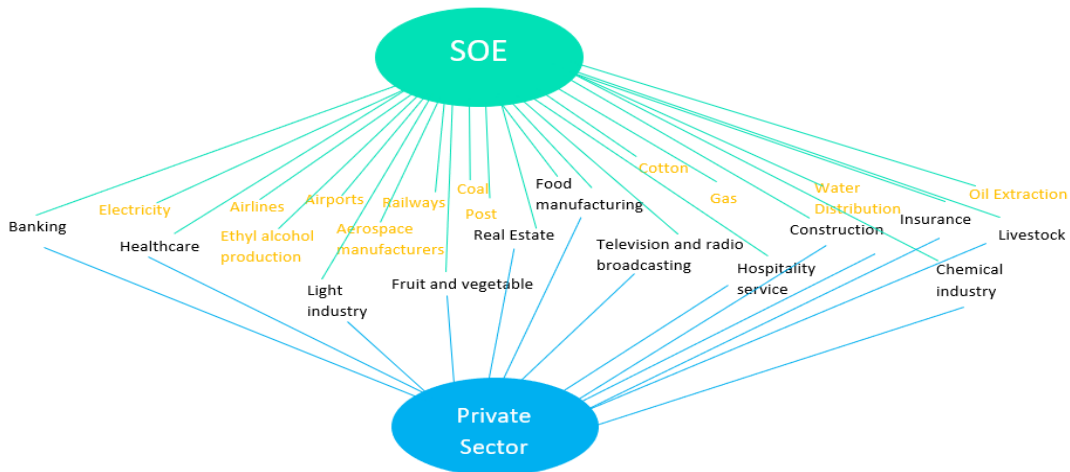 SOE
Banking
Electricity
Healthcare
Airlines
Ethyl alcohol
production
Airports
Light
industry
Aerospace
manufacturers
Railways
Fruit and vegetable
Coal
Post
Real Estate
Food
manufacturing
Television and radio
broadcasting
Cotton
Hospitality
service
Gas
Water
Distribution
Construction
Insurance
Chemical
industry
Oil Extraction
Livestock
Private
Sector